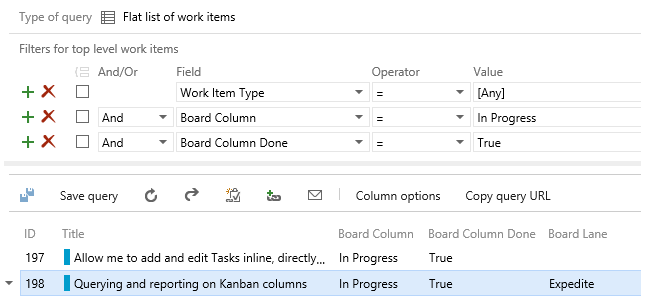 Type of query Flat list of work items
Filters for top level work items
And/Or Field Operator Value
Work Item Type = [Any]
And Board Column = In Progress
And Board Column Done = True
Save query Column options Copy query URL
ID Title Board Column Board Column Done Board Lane
197 Allow me to add and edit Tasks inline, directly... In Progress True
198 Querying and reporting on Kanban columns In Progress True Expedite